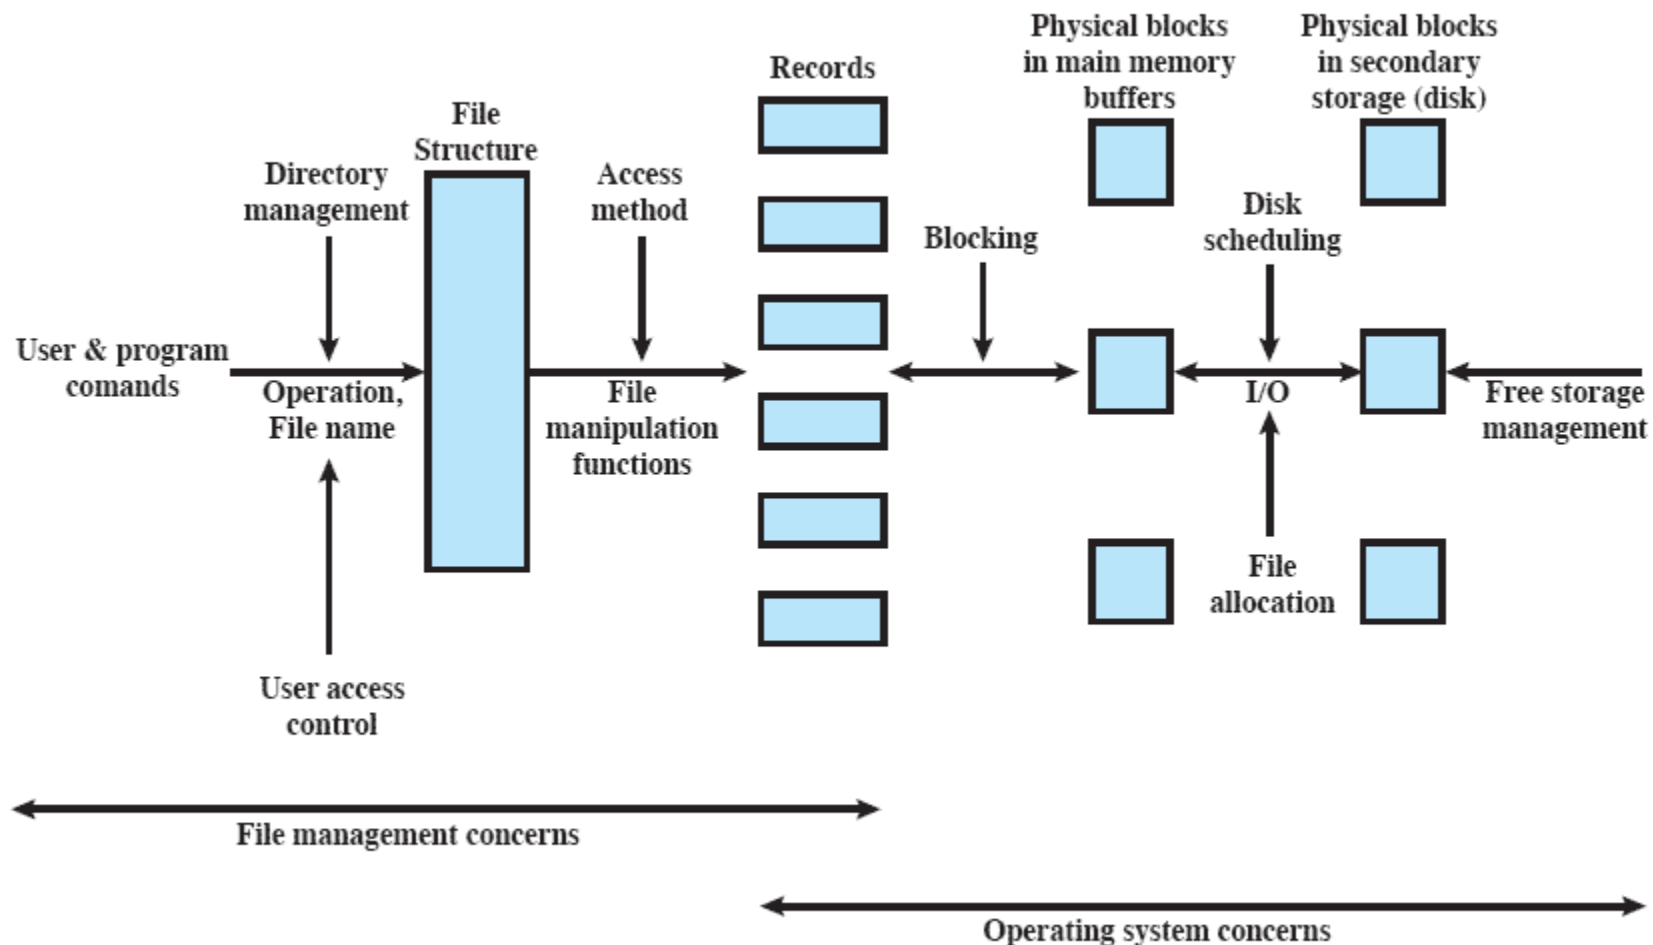 Physical blocks
in main memory
buffers
Physical blocks
in secondary
storage (disk)
Records
File
Structure
Directory
management
Access
method
Blocking
Disk
scheduling
User & program
comands
Operation,
File name
File
manipulation
functions
I/O
Free storage
management
File
allocation
User access
control
File management concerns
Operating system concerns